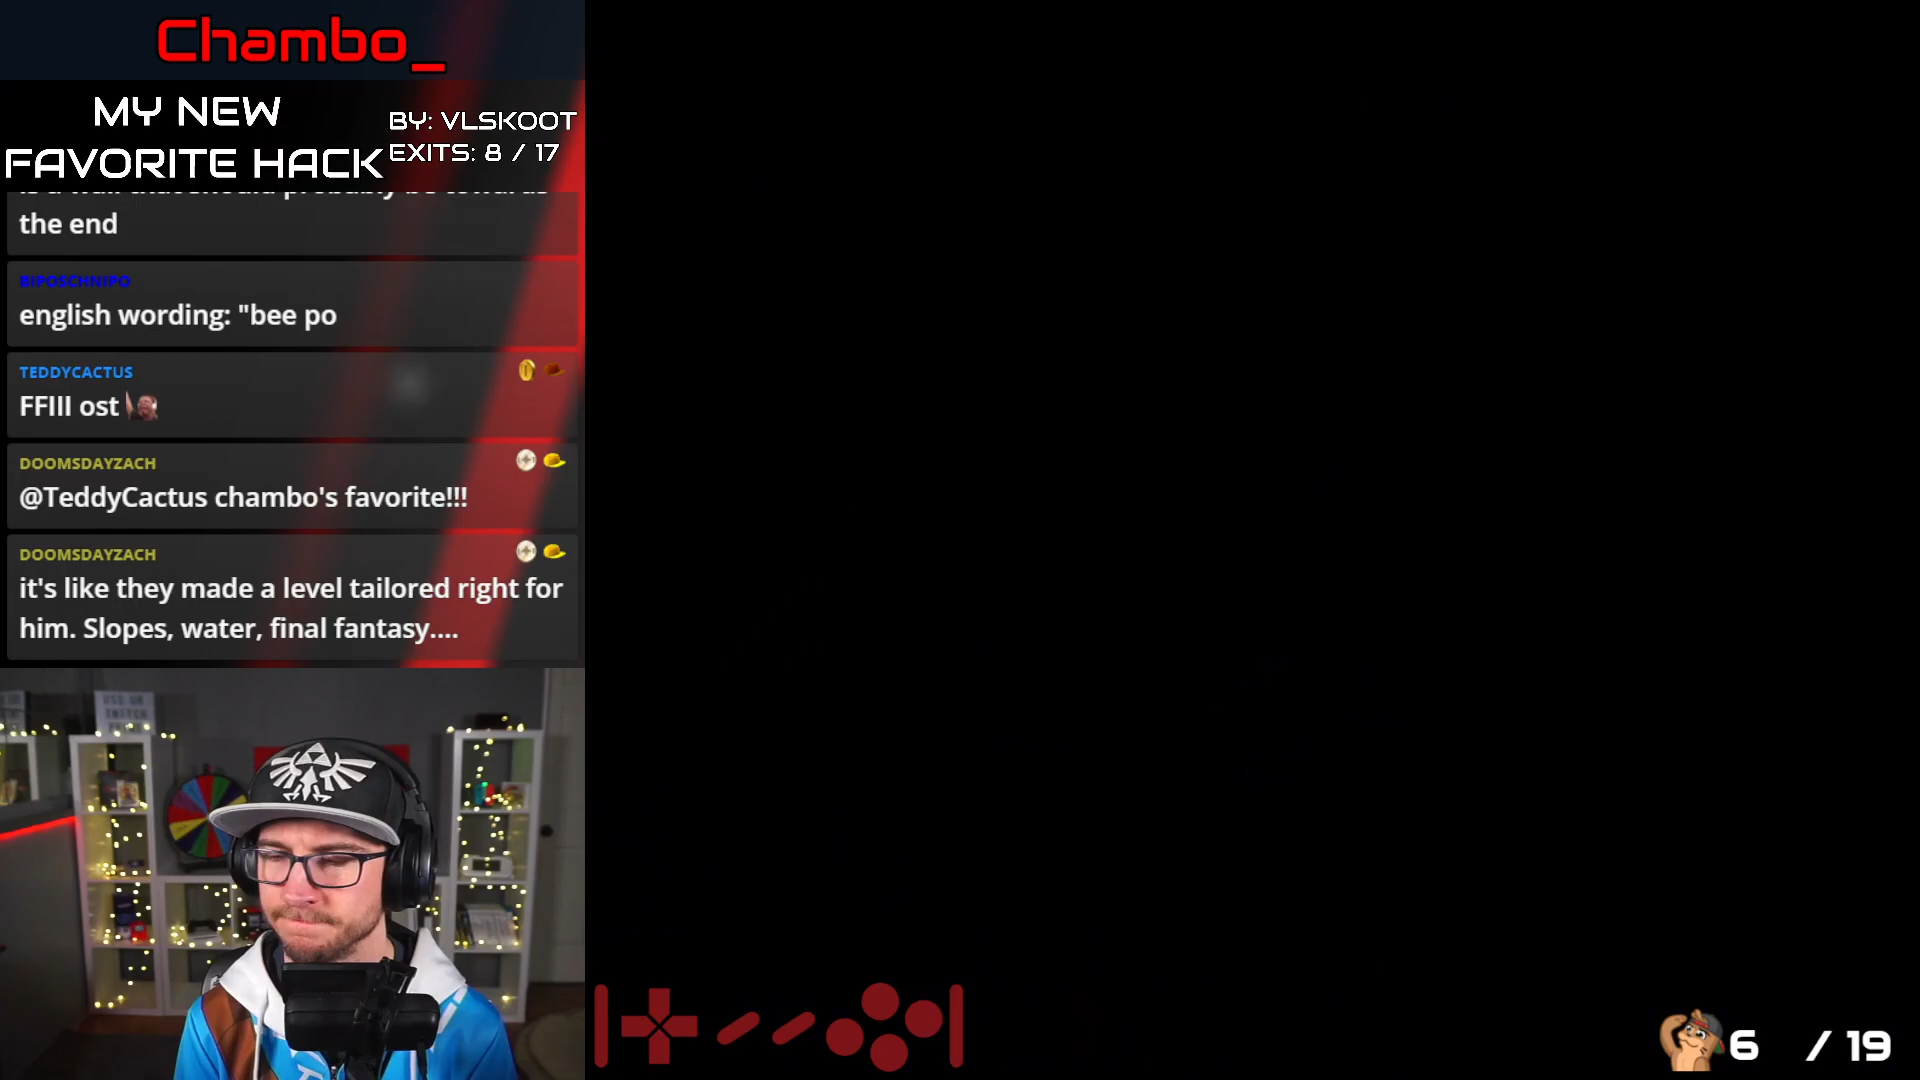 Chambo_
MY NEW
FAVORITE HACK
BY: VLSKOOT
EXITS: 8 / 17
the end
BIPOSCHNIPO
english wording: "bee po
TEDDYCACTUS
FFIII ost
DOOMSDAYZACH
@TeddyCactus chambo's favorite!!!
DOOMSDAYZACH
it's like they made a level tailored right for
him. Slopes, water, final fantasy....
6 / 19